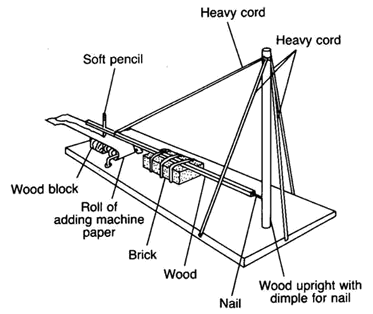 Heavy cord
Heavy cord
Soft pencil
Wood block
Roll of
adding machine
paper
Brick
Wood
Nail
Wood upright with
dimple for nail